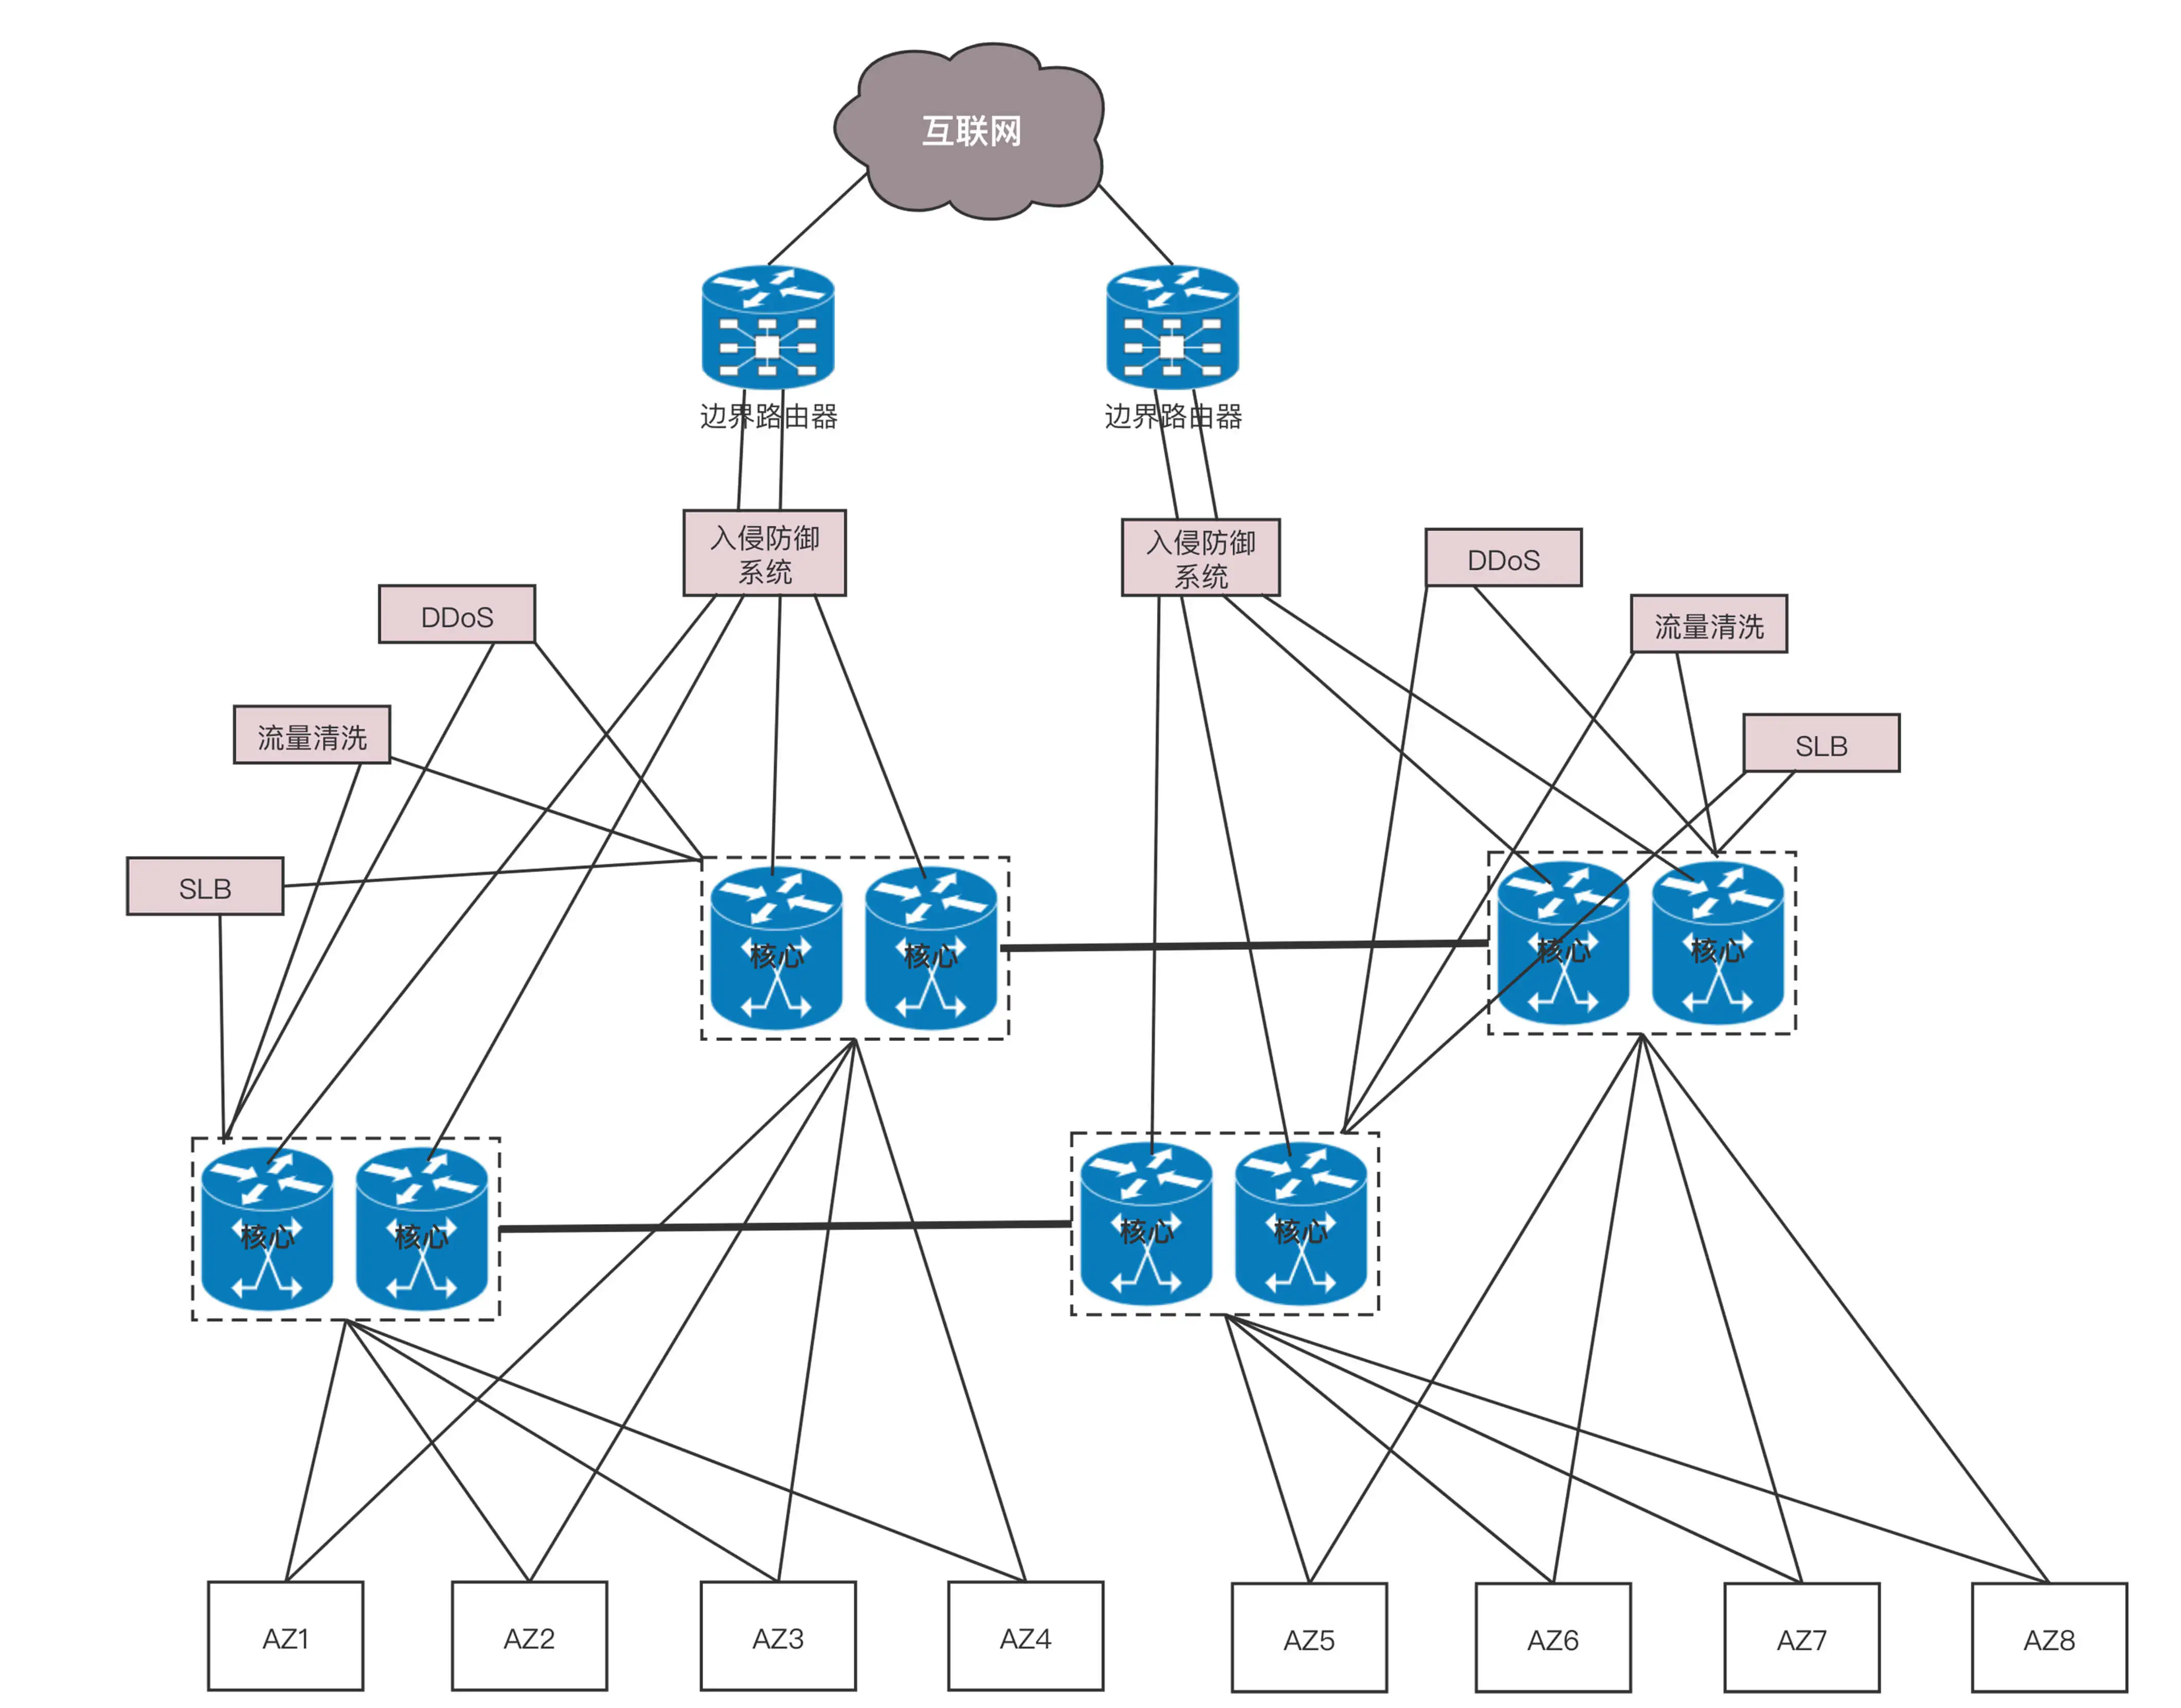 互联网
边界路由器
边界路由器
入侵防御
系统
入侵防御
系统
DDoS
DDoS
流量清洗
流量清洗
SLB
SLB
核心
核心
核心
核心
核心
核心
核心
核心
AZ1
AZ2
AZ3
AZ4
AZ5
AZ6
AZ7
AZ8